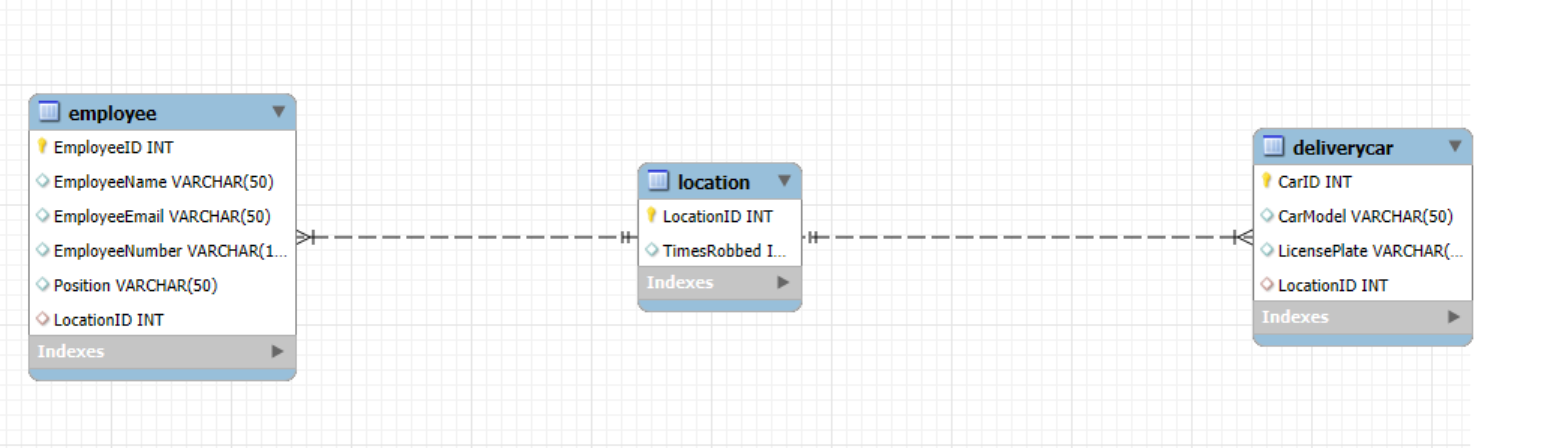 employee
EmployeeID INT
EmployeeName VARCHAR(50)
EmployeeEmail VARCHAR(50)
EmployeeNumber VARCHAR(1...
Position VARCHAR(50)
LocationID INT
Indexes
location
LocationID INT
TimesRobbed I...
Indexes
deliverycar
CarID INT
CarModel VARCHAR(50)
LicensePlate VARCHAR(...
LocationID INT
Indexes